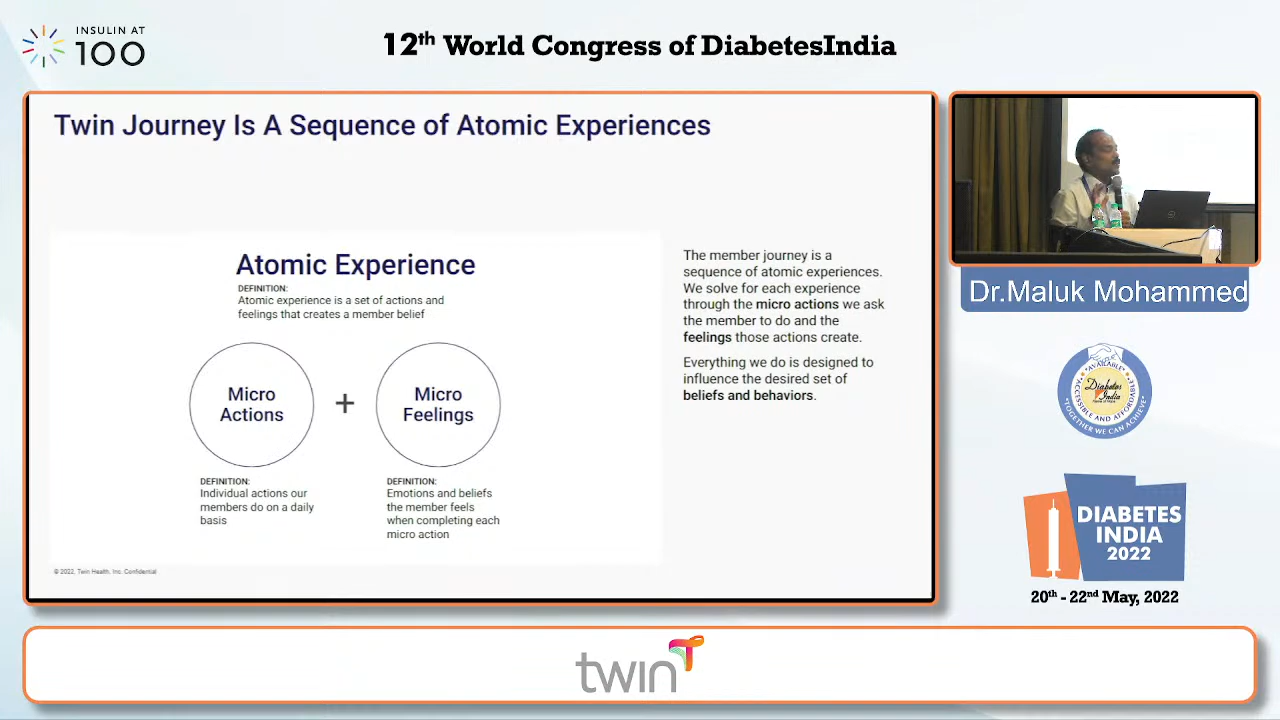 INSULIN AT
100
12th World Congress of DiabetesIndia
Twin Journey Is A Sequence of Atomic Experiences
Atomic Experience
DEFINITION:
Atomic experience is a set of actions and
feelings that creates a member belief
Micro
Actions
+
Micro
Feelings
DEFINITION:
Individual actions our
members do on a daily
basis
DEFINITION:
Emotions and beliefs
the member feels
when completing each
micro action
The member journey is a
sequence of atomic experiences.
We solve for each experience
through the micro actions we ask
the member to do and the
feelings those actions create.
Everything we do is designed to
influence the desired set of
beliefs and behaviors.
© 2022, Twin Health, Inc. Confidential
Dr.Maluk Mohammed
AVAILABLE
ACCESSIBLE AND AFFORDABLE
Diabetes
India
TOGETHER WE CAN ACHIEVE
DIABETES
INDIA
2022
20th - 22nd May, 2022
twin